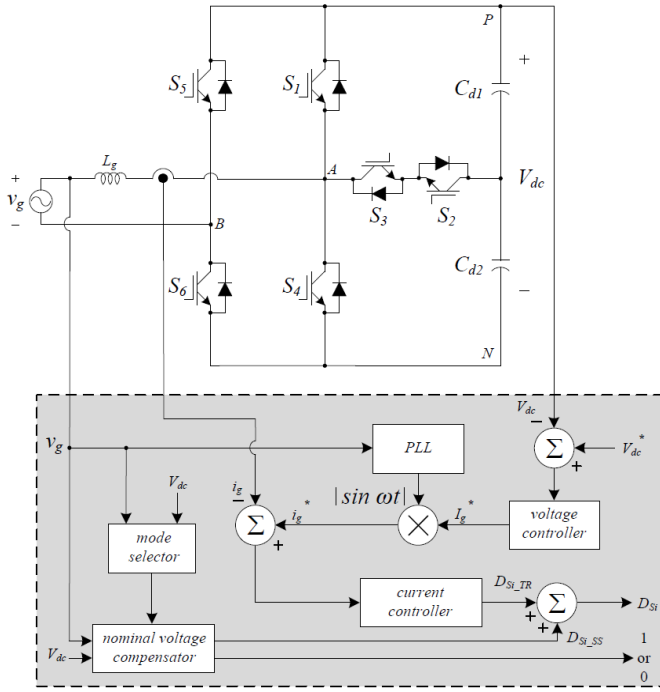 P
S5
S1
+
Cd1
Lg
A
+
vg
−
B
S3
S2
Vdc
S6
S4
Cd2
−
N
Vdc
−
vg
PLL
Σ
Vdc*
+
Vdc
ig
−
|sin ωt|
ig*
Σ
×
Ig*
voltage
controller
+
mode
selector
current
controller
DSi_TR
Σ
DSi
+
+
nominal voltage
compensator
DSi_SS
1
or
0
Vdc